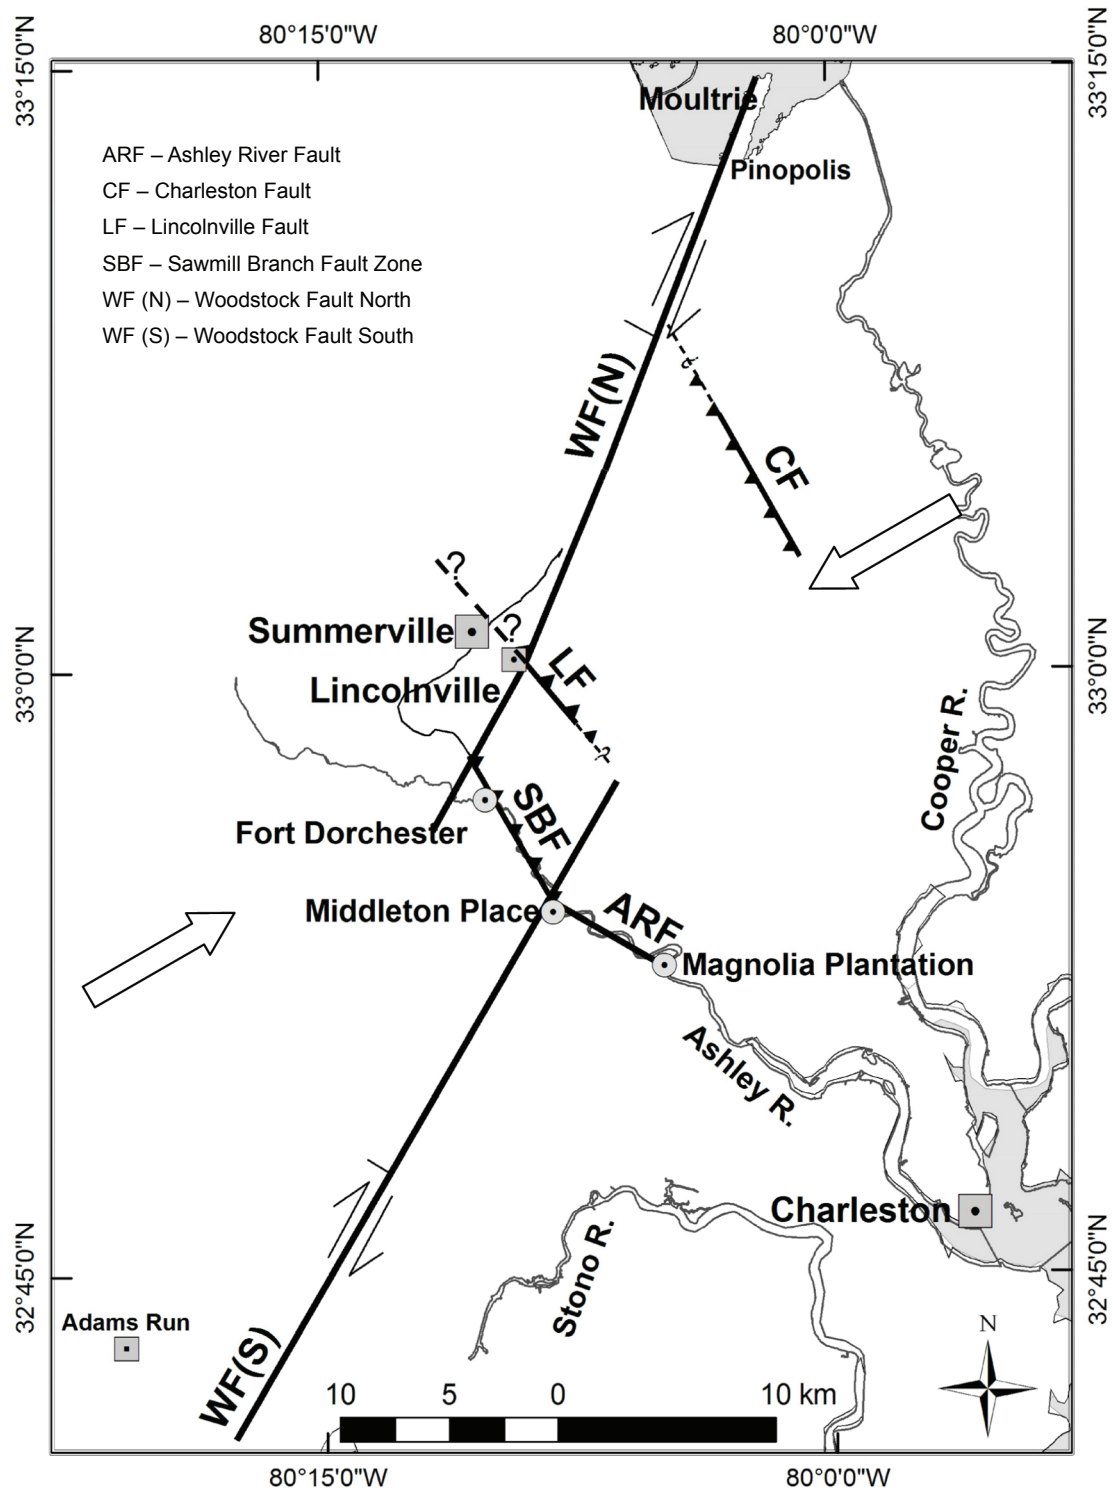 80°15'0"W
80°0'0"W
33°15'0"N
33°15'0"N
Moultrie
ARF – Ashley River Fault
Pinopolis
CF – Charleston Fault
LF – Lincolnville Fault
SBF – Sawmill Branch Fault Zone
WF (N) – Woodstock Fault North
WF (S) – Woodstock Fault South
?
WF(N)
CF
?
?
Summerville
LF
33°0'0"N
33°0'0"N
Lincolnville
?
Cooper R.
SBF
Fort Dorchester
Middleton Place
ARF
Magnolia Plantation
Ashley R.
Charleston
Stono R.
32°45'0"N
32°45'0"N
Adams Run
N
WF(S)
10 5 0 10 km
80°15'0"W
80°0'0"W